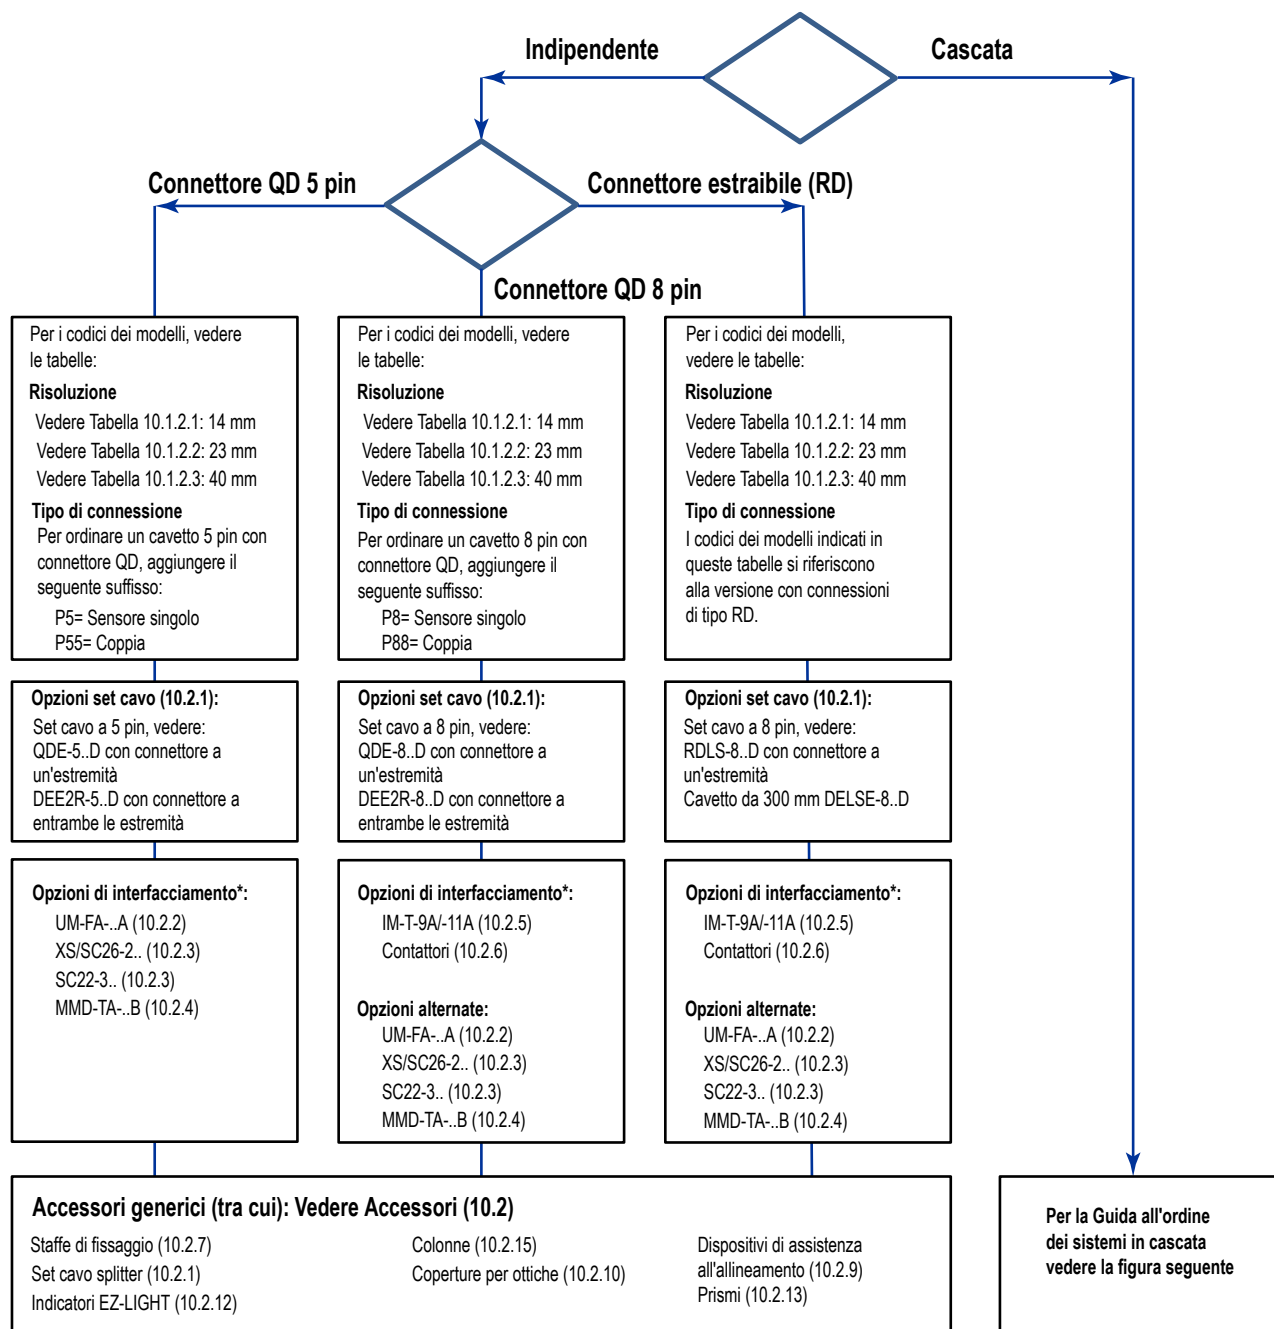 Indipendente
Cascata
Connettore QD 5 pin
Connettore estraibile (RD)
Connettore QD 8 pin
Per i codici dei modelli, vedere
le tabelle:
Risoluzione
Vedere Tabella 10.1.2.1: 14 mm
Vedere Tabella 10.1.2.2: 23 mm
Vedere Tabella 10.1.2.3: 40 mm
Tipo di connessione
Per ordinare un cavetto 5 pin con
connettore QD, aggiungere il
seguente suffisso:
P5= Sensore singolo
P55= Coppia
Per i codici dei modelli, vedere
le tabelle:
Risoluzione
Vedere Tabella 10.1.2.1: 14 mm
Vedere Tabella 10.1.2.2: 23 mm
Vedere Tabella 10.1.2.3: 40 mm
Tipo di connessione
Per ordinare un cavetto 8 pin con
connettore QD, aggiungere il
seguente suffisso:
P8= Sensore singolo
P88= Coppia
Per i codici dei modelli,
vedere le tabelle:
Risoluzione
Vedere Tabella 10.1.2.1: 14 mm
Vedere Tabella 10.1.2.2: 23 mm
Vedere Tabella 10.1.2.3: 40 mm
Tipo di connessione
I codici dei modelli indicati in
queste tabelle si riferiscono
alla versione con connessioni
di tipo RD.
Opzioni set cavo (10.2.1):
Set cavo a 5 pin, vedere:
QDE-5..D con connettore a
un'estremità
DEE2R-5..D con connettore a
entrambe le estremità
Opzioni set cavo (10.2.1):
Set cavo a 8 pin, vedere:
QDE-8..D con connettore a
un'estremità
DEE2R-8..D con connettore a
entrambe le estremità
Opzioni set cavo (10.2.1):
Set cavo a 8 pin, vedere:
RDLS-8..D con connettore a
un'estremità
Cavetto da 300 mm DELSE-8..D
Opzioni di interfacciamento*:
UM-FA-..A (10.2.2)
XS/SC26-2.. (10.2.3)
SC22-3.. (10.2.3)
MMD-TA-..B (10.2.4)
Opzioni di interfacciamento*:
IM-T-9A/-11A (10.2.5)
Contattori (10.2.6)
Opzioni alternate:
UM-FA-..A (10.2.2)
XS/SC26-2.. (10.2.3)
SC22-3.. (10.2.3)
MMD-TA-..B (10.2.4)
Opzioni di interfacciamento*:
IM-T-9A/-11A (10.2.5)
Contattori (10.2.6)
Opzioni alternate:
UM-FA-..A (10.2.2)
XS/SC26-2.. (10.2.3)
SC22-3.. (10.2.3)
MMD-TA-..B (10.2.4)
Accessori generici (tra cui): Vedere Accessori (10.2)
Staffe di fissaggio (10.2.7)
Set cavo splitter (10.2.1)
Indicatori EZ-LIGHT (10.2.12)
Colonne (10.2.15)
Coperture per ottiche (10.2.10)
Dispositivi di assistenza
all'allineamento (10.2.9)
Prismi (10.2.13)
Per la Guida all'ordine
dei sistemi in cascata
vedere la figura seguente